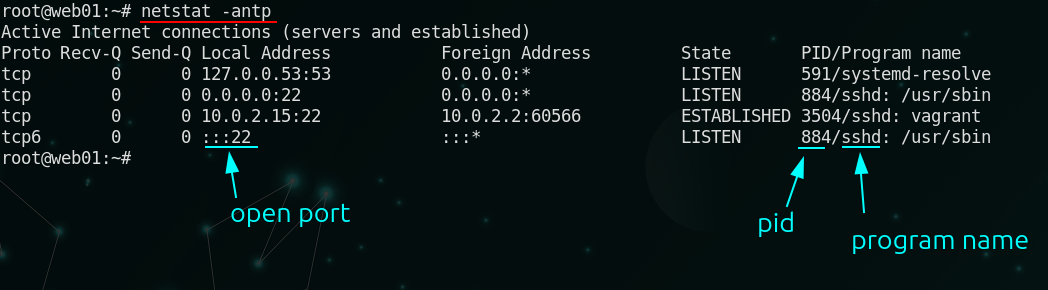 root@web01:~# netstat -antp
Active Internet connections (servers and established)
Proto Recv-Q Send-Q Local Address           Foreign Address         State       PID/Program name
tcp        0      0 127.0.0.53:53           0.0.0.0:*               LISTEN      591/systemd-resolve
tcp        0      0 0.0.0.0:22              0.0.0.0:*               LISTEN      884/sshd: /usr/sbin
tcp        0      0 10.0.2.15:22            10.0.2.2:60566          ESTABLISHED 3504/sshd: vagrant
tcp6       0      0 :::22                   :::*                    LISTEN      884/sshd: /usr/sbin
root@web01:~#
open port
pid
program name